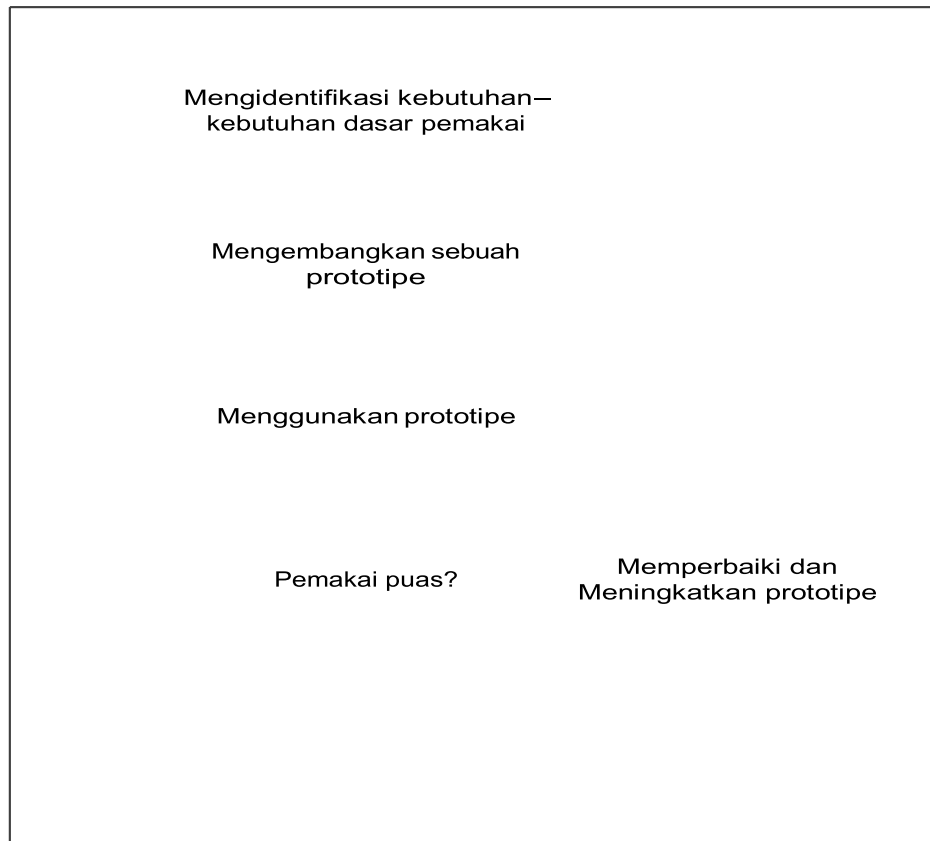 Mengidentifikasi kebutuhan–
kebutuhan dasar pemakai
Mengembangkan sebuah
prototipe
Menggunakan prototipe
Pemakai puas?
Memperbaiki dan
Meningkatkan prototipe